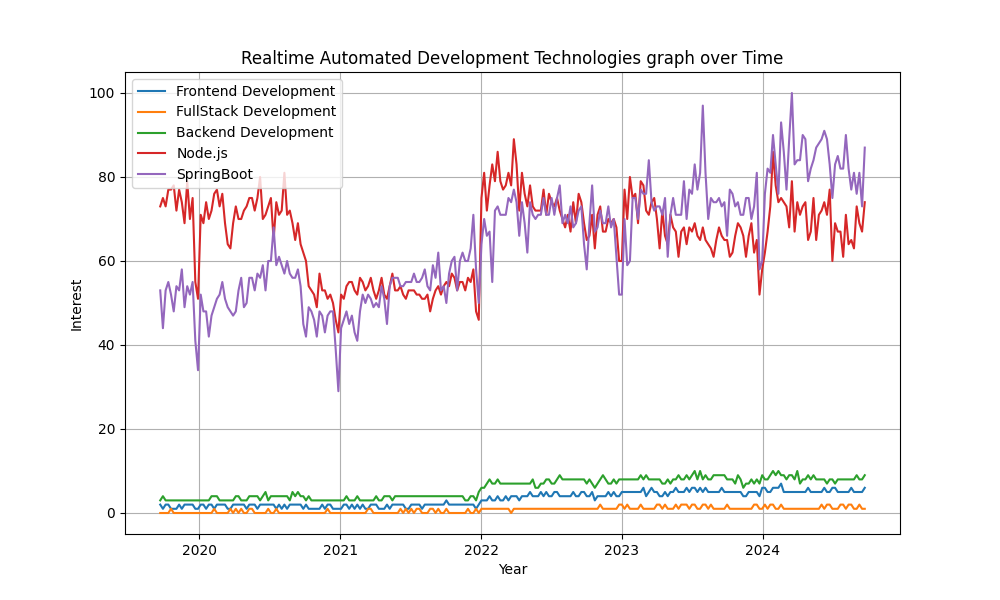 Realtime Automated Development Technologies graph over Time
Frontend Development
FullStack Development
Backend Development
Node.js
SpringBoot
100
80
60
40
20
0
Interest
2020 2021 2022 2023 2024
Year